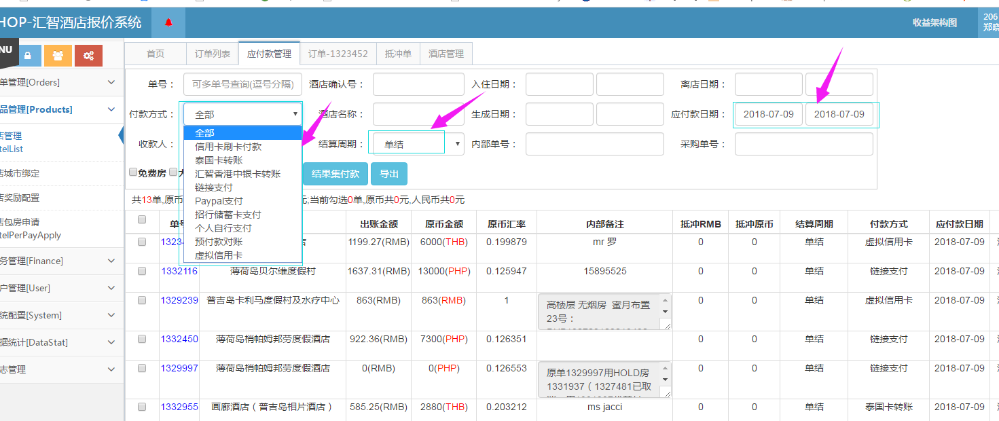 HOP-汇智酒店报价系统
收益架构图
206
郑晓
NU
首页 订单列表 应付款管理 订单-1323452 抵冲单 酒店管理
单管理[Orders]
品管理[Products]
店管理
telList
店城市绑定
店奖励配置
店包房申请
telPerPayApply
务管理[Finance]
户管理[User]
统配置[System]
据统计[DataStat]
志管理
单号： 可多单号查询(逗号分隔) 酒店确认号： 入住日期： 离店日期：
付款方式： 全部 酒店名称： 生成日期： 应付款日期： 2018-07-09 2018-07-09
收款人： 结算周期： 单结 内部单号： 采购单号：
全部
信用卡刷卡付款
泰国卡转账
汇智香港中银卡转账
链接支付
Paypal支付
招行储蓄卡支付
个人自行支付
预付款对账
虚拟信用卡
免费房 结果集付款 导出
共13单,原币 元;当前勾选0单,原币共0元,人民币共0元
单号 出账金额 原币金额 原币汇率 内部备注 抵冲RMB 抵冲原币 结算周期 付款方式 应付款日期
1323 店 1199.27(RMB) 6000(THB) 0.199879 mr 罗 0 0 单结 虚拟信用卡 2018-07-09
1332116 薄荷岛贝尔维度假村 1637.31(RMB) 13000(PHP) 0.125947 15895525 0 0 单结 链接支付 2018-07-09
1329239 普吉岛卡利马度假村及水疗中心 863(RMB) 863(RMB) 1 高楼层 无烟房 蜜月布置 0 0 单结 虚拟信用卡 2018-07-09
23号：
1332450 薄荷岛梢帕姆邦劳度假酒店 922.36(RMB) 7300(PHP) 0.126351 0 0 单结 链接支付 2018-07-09
1329997 薄荷岛梢帕姆邦劳度假酒店 0(RMB) 0(PHP) 0.126553 原单1329997用HOLD房 0 0 单结 链接支付 2018-07-09
1331937（1327481已取
1332955 画廊酒店（普吉岛相片酒店） 585.25(RMB) 2880(THB) 0.203212 ms jacci 0 0 单结 泰国卡转账 2018-07-09